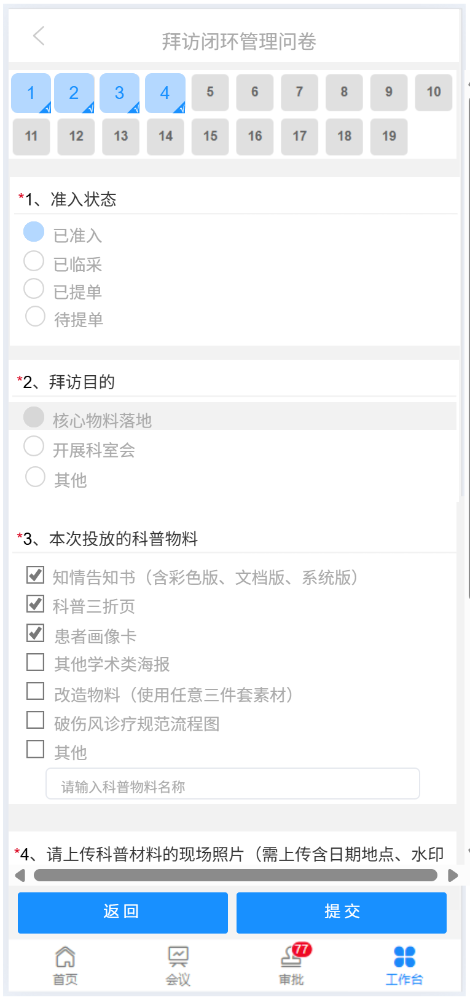 拜访闭环管理问卷
1 2 3 4 5 6 7 8 9 10
11 12 13 14 15 16 17 18 19
*1、准入状态
已准入
已临采
已提单
待提单
*2、拜访目的
核心物料落地
开展科室会
其他
*3、本次投放的科普物料
知情告知书（含彩色版、文档版、系统版）
科普三折页
患者画像卡
其他学术类海报
改造物料（使用任意三件套素材）
破伤风诊疗规范流程图
其他
请输入科普物料名称
*4、请上传科普材料的现场照片（需上传含日期地点、水印
返回 提交
77
首页 会议 审批 工作台